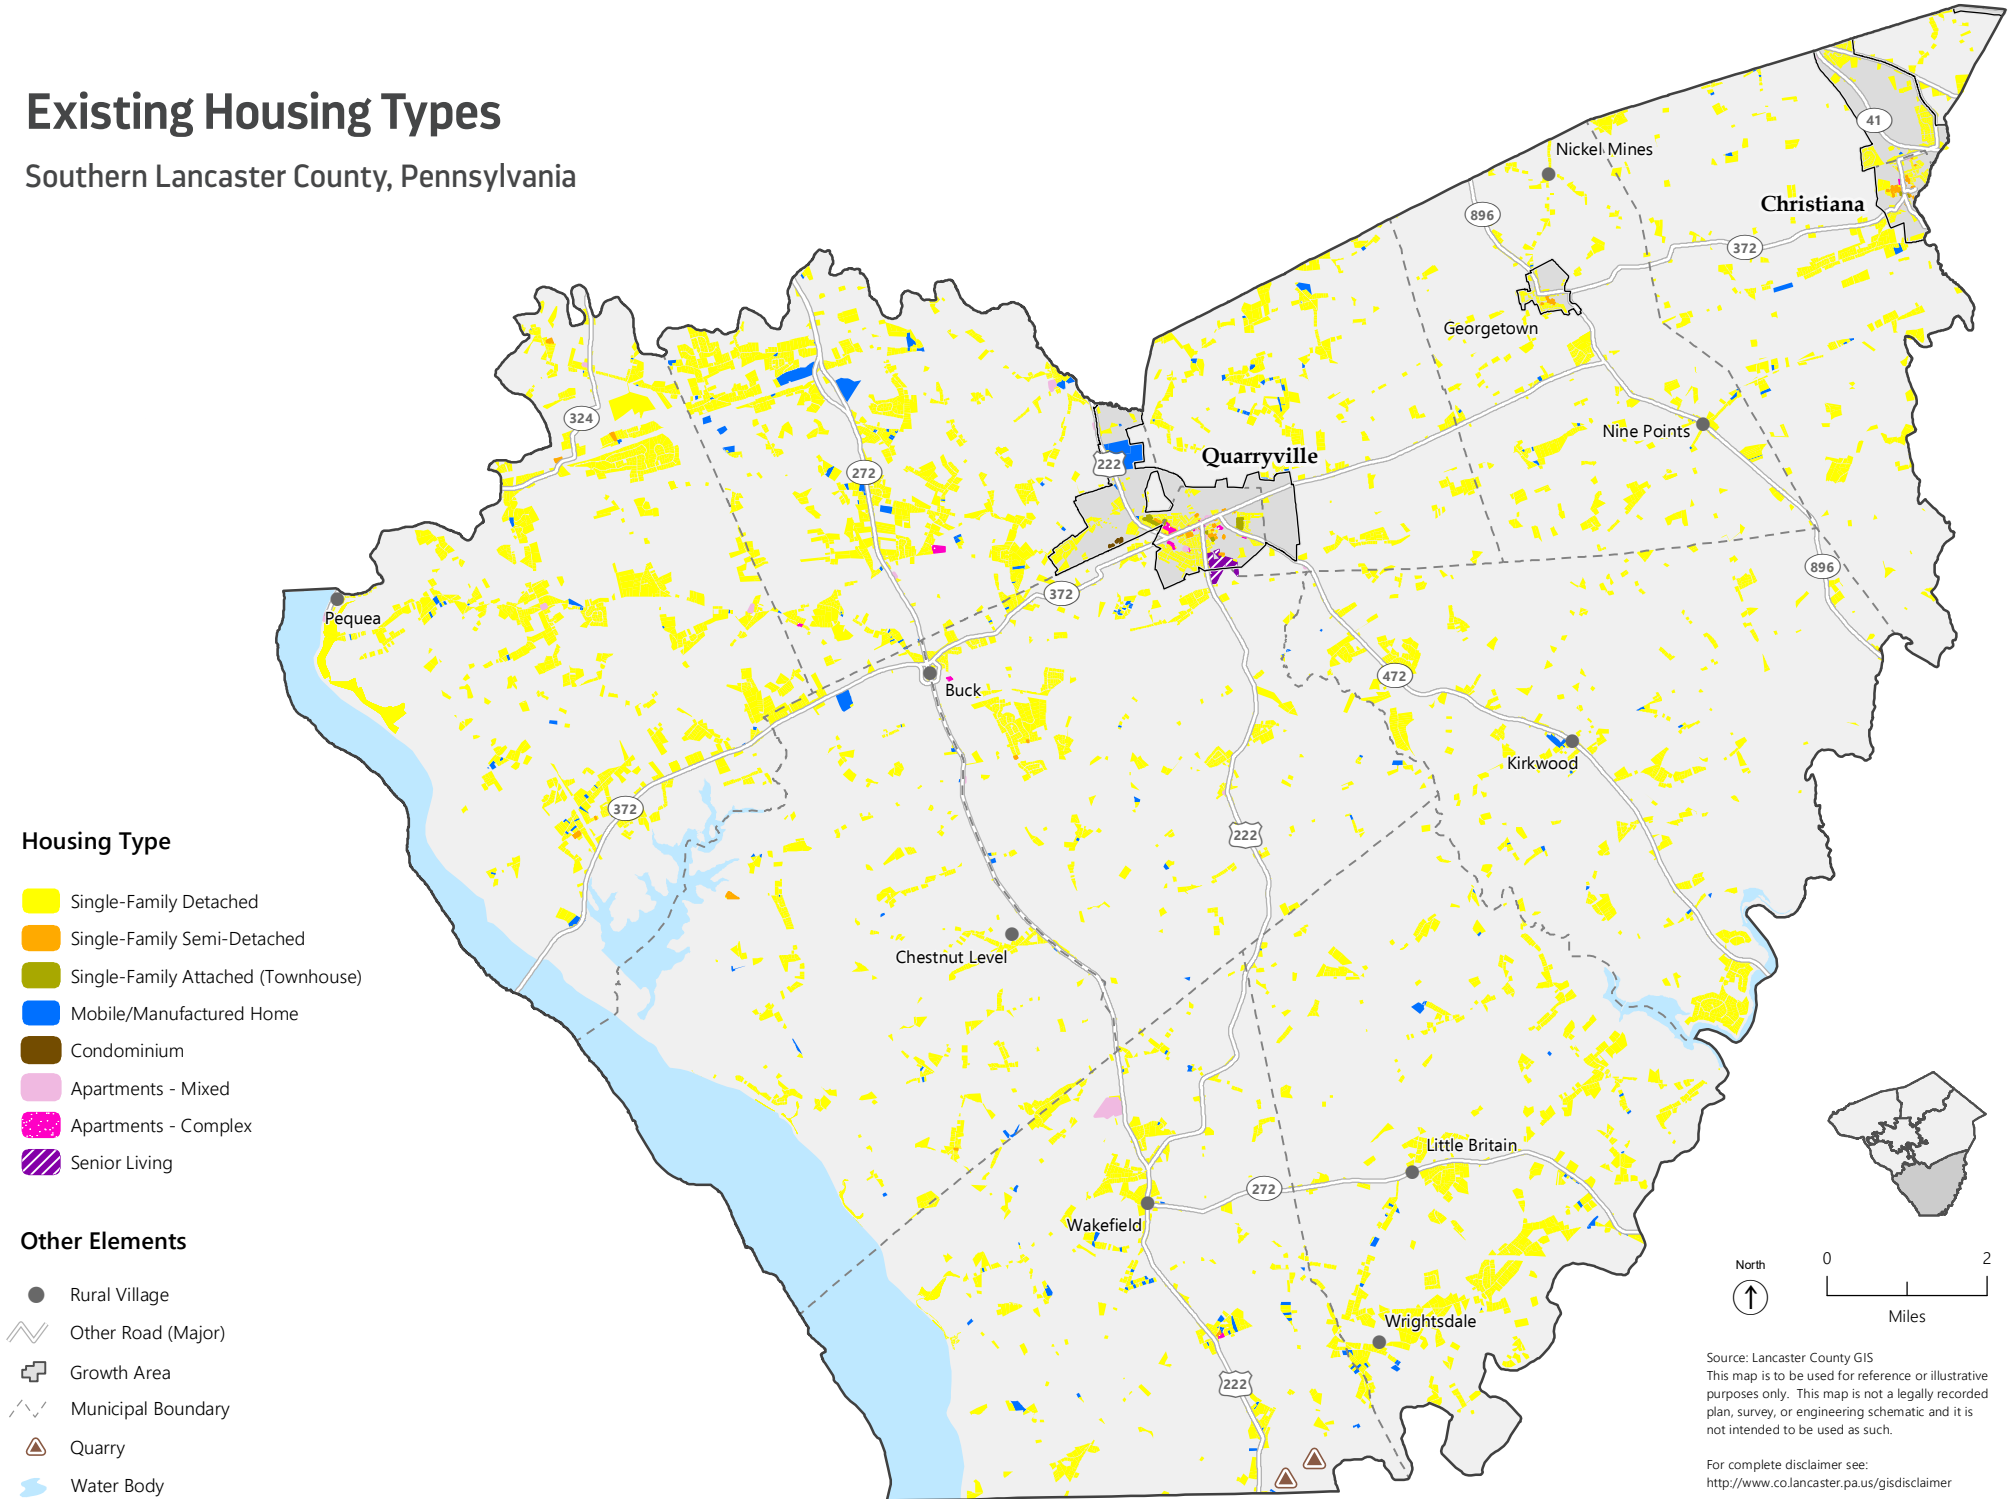 Existing Housing Types
Southern Lancaster County, Pennsylvania
41
Nickel Mines
Christiana
896
372
Georgetown
324
Nine Points
272
Quarryville
222
896
372
Pequea
472
Buck
Kirkwood
372
222
Housing Type
Single-Family Detached
Single-Family Semi-Detached
Single-Family Attached (Townhouse)
Mobile/Manufactured Home
Condominium
Apartments - Mixed
Apartments - Complex
Senior Living
Chestnut Level
Little Britain
272
Wakefield
Other Elements
Rural Village
Other Road (Major)
Growth Area
Municipal Boundary
Quarry
Water Body
Wrightsdale
222
North
0 2
Miles
Source: Lancaster County GIS
This map is to be used for reference or illustrative
purposes only. This map is not a legally recorded
plan, survey, or engineering schematic and it is
not intended to be used as such.
For complete disclaimer see:
http://www.co.lancaster.pa.us/gisdisclaimer